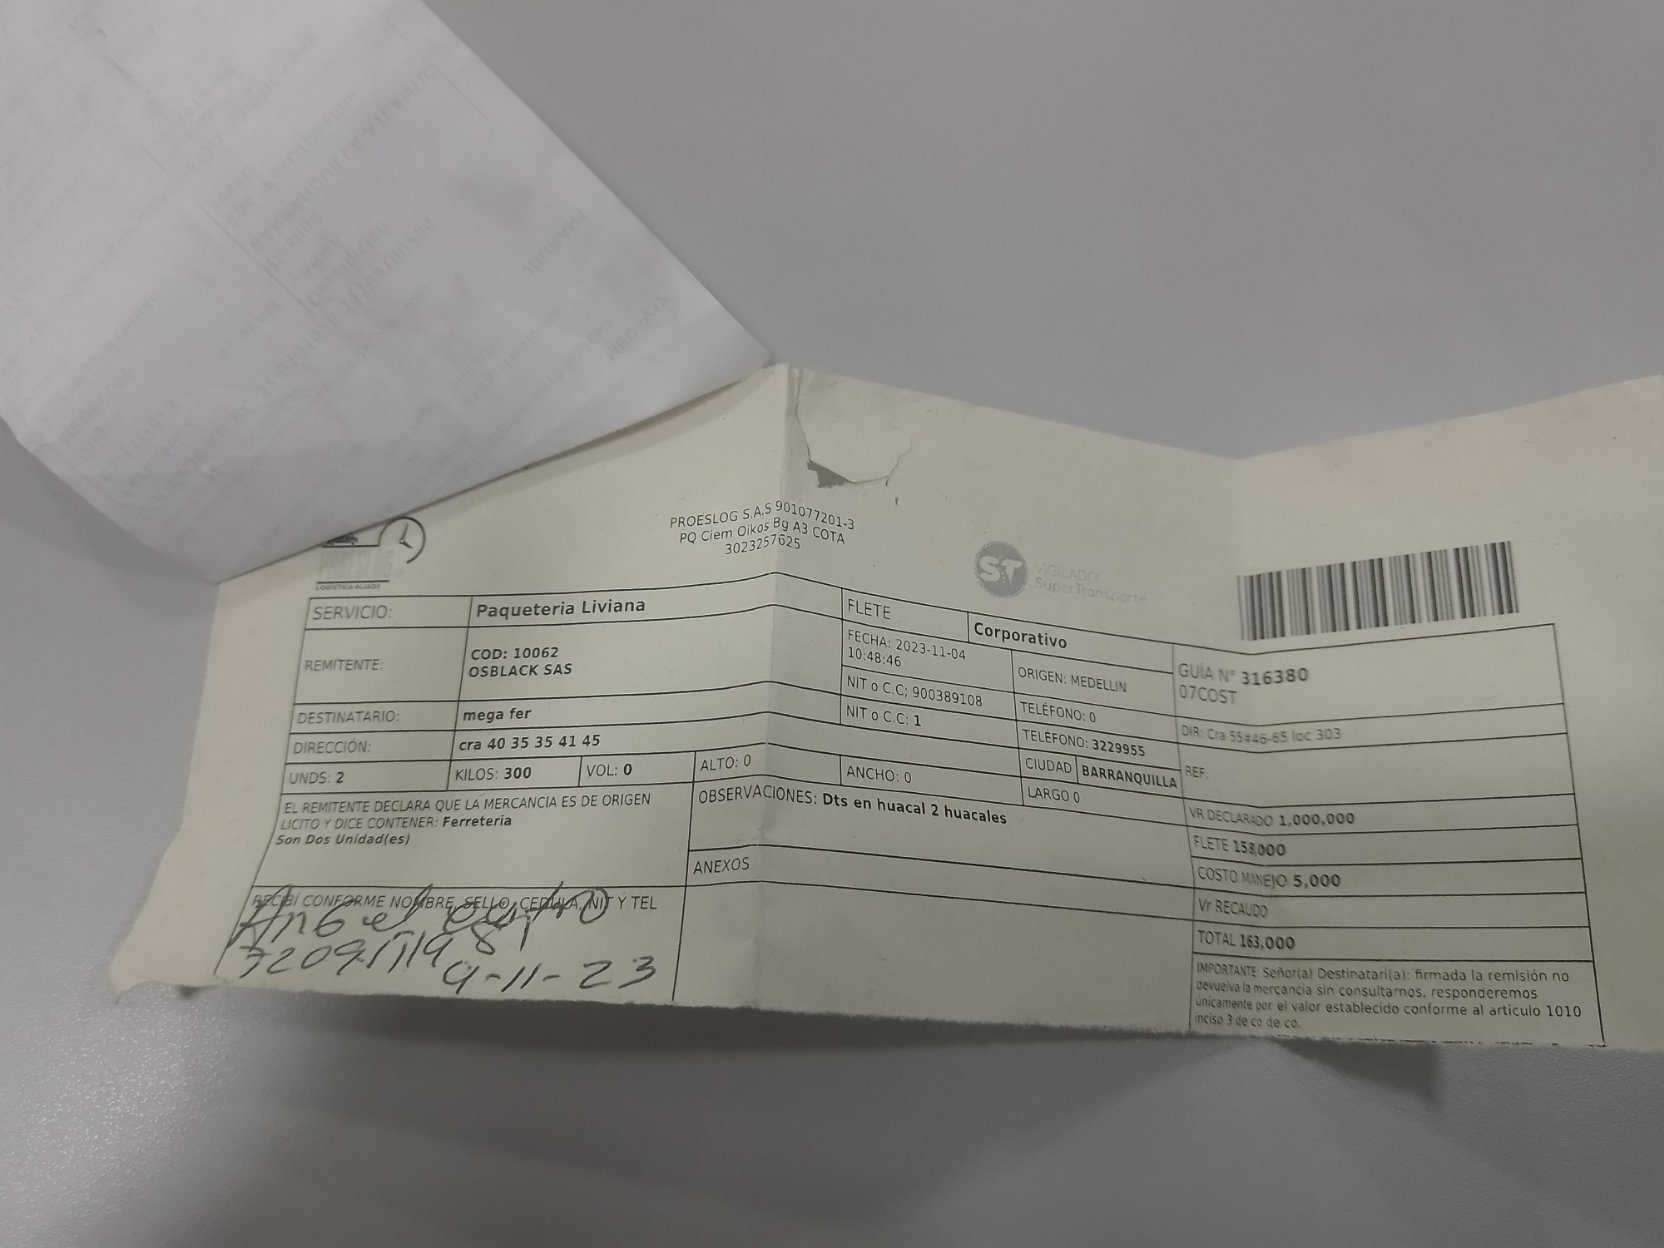 PROESLOG
LOGÍSTICA ALIADA
PROESLOG S.A.S 901077201-3
PQ Ciem Oikos Bg A3 COTA
3023257625
ST VIGILADO
SuperTransporte
SERVICIO: Paqueteria Liviana FLETE Corporativo
REMÍTENTE: COD: 10062
OSBLACK SAS
FECHA: 2023-11-04
10:48:46
ORIGEN: MEDELLIN
GUÍA N° 316380
07COST
NIT o C.C: 900389108 TELÉFONO: 0 DIR: Cra 55#46-65 loc 303
DESTINATARIO: mega fer NIT o C.C: 1 TELÉFONO: 3229955 REF:
DIRECCIÓN: cra 40 35 35 41 45 CIUDAD BARRANQUILLA
UNDS: 2 KILOS: 300 VOL: 0 ALTO: 0 ANCHO: 0 LARGO 0 VR DECLARADO 1,000,000
EL REMITENTE DECLARA QUE LA MERCANCIA ES DE ORIGEN
LICITO Y DICE CONTENER: Ferreteria
Son Dos Unidad(es)
OBSERVACIONES: Dts en huacal 2 huacales
ANEXOS
FLETE 158,000
COSTO MANEJO 5,000
Vr RECAUDO
TOTAL 163,000
RECIBÍ CONFORME NOMBRE, SELLO, CEDULA, NIT Y TEL
Angel
-11-23
IMPORTANTE: Señor(a) Destinatari(a): firmada la remisión no
devuelva la mercancia sin consultarnos, responderemos
únicamente por el valor establecido conforme al articulo 1010
inciso 3 de co de co.